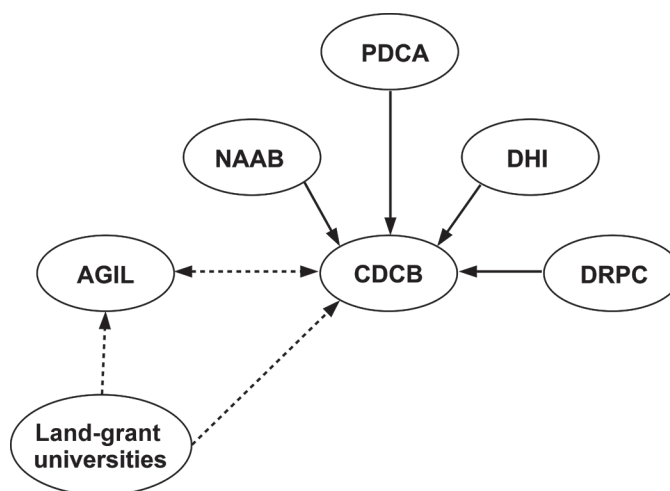 PDCA
NAAB
DHI
AGIL
CDCB
DRPC
Land-grant
universities